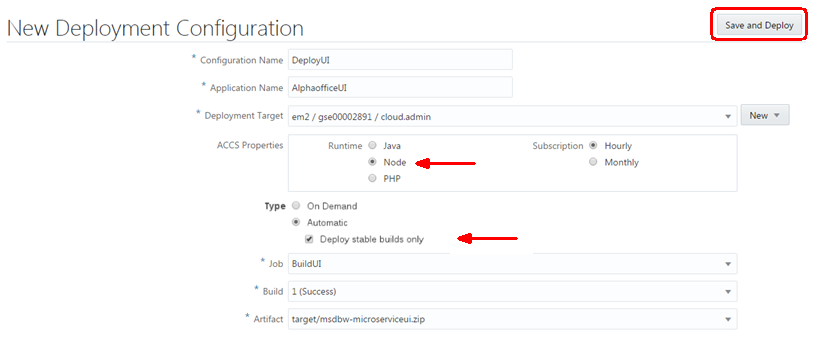 New Deployment Configuration
Save and Deploy
* Configuration Name DeployUI
* Application Name AlphaofficeUI
* Deployment Target em2 / gse00002891 / cloud.admin New
ACCS Properties Runtime Java Subscription Hourly
Node Monthly
PHP
Type On Demand
Automatic
Deploy stable builds only
* Job BuildUI
* Build 1 (Success)
* Artifact target/msdbw-microserviceui.zip